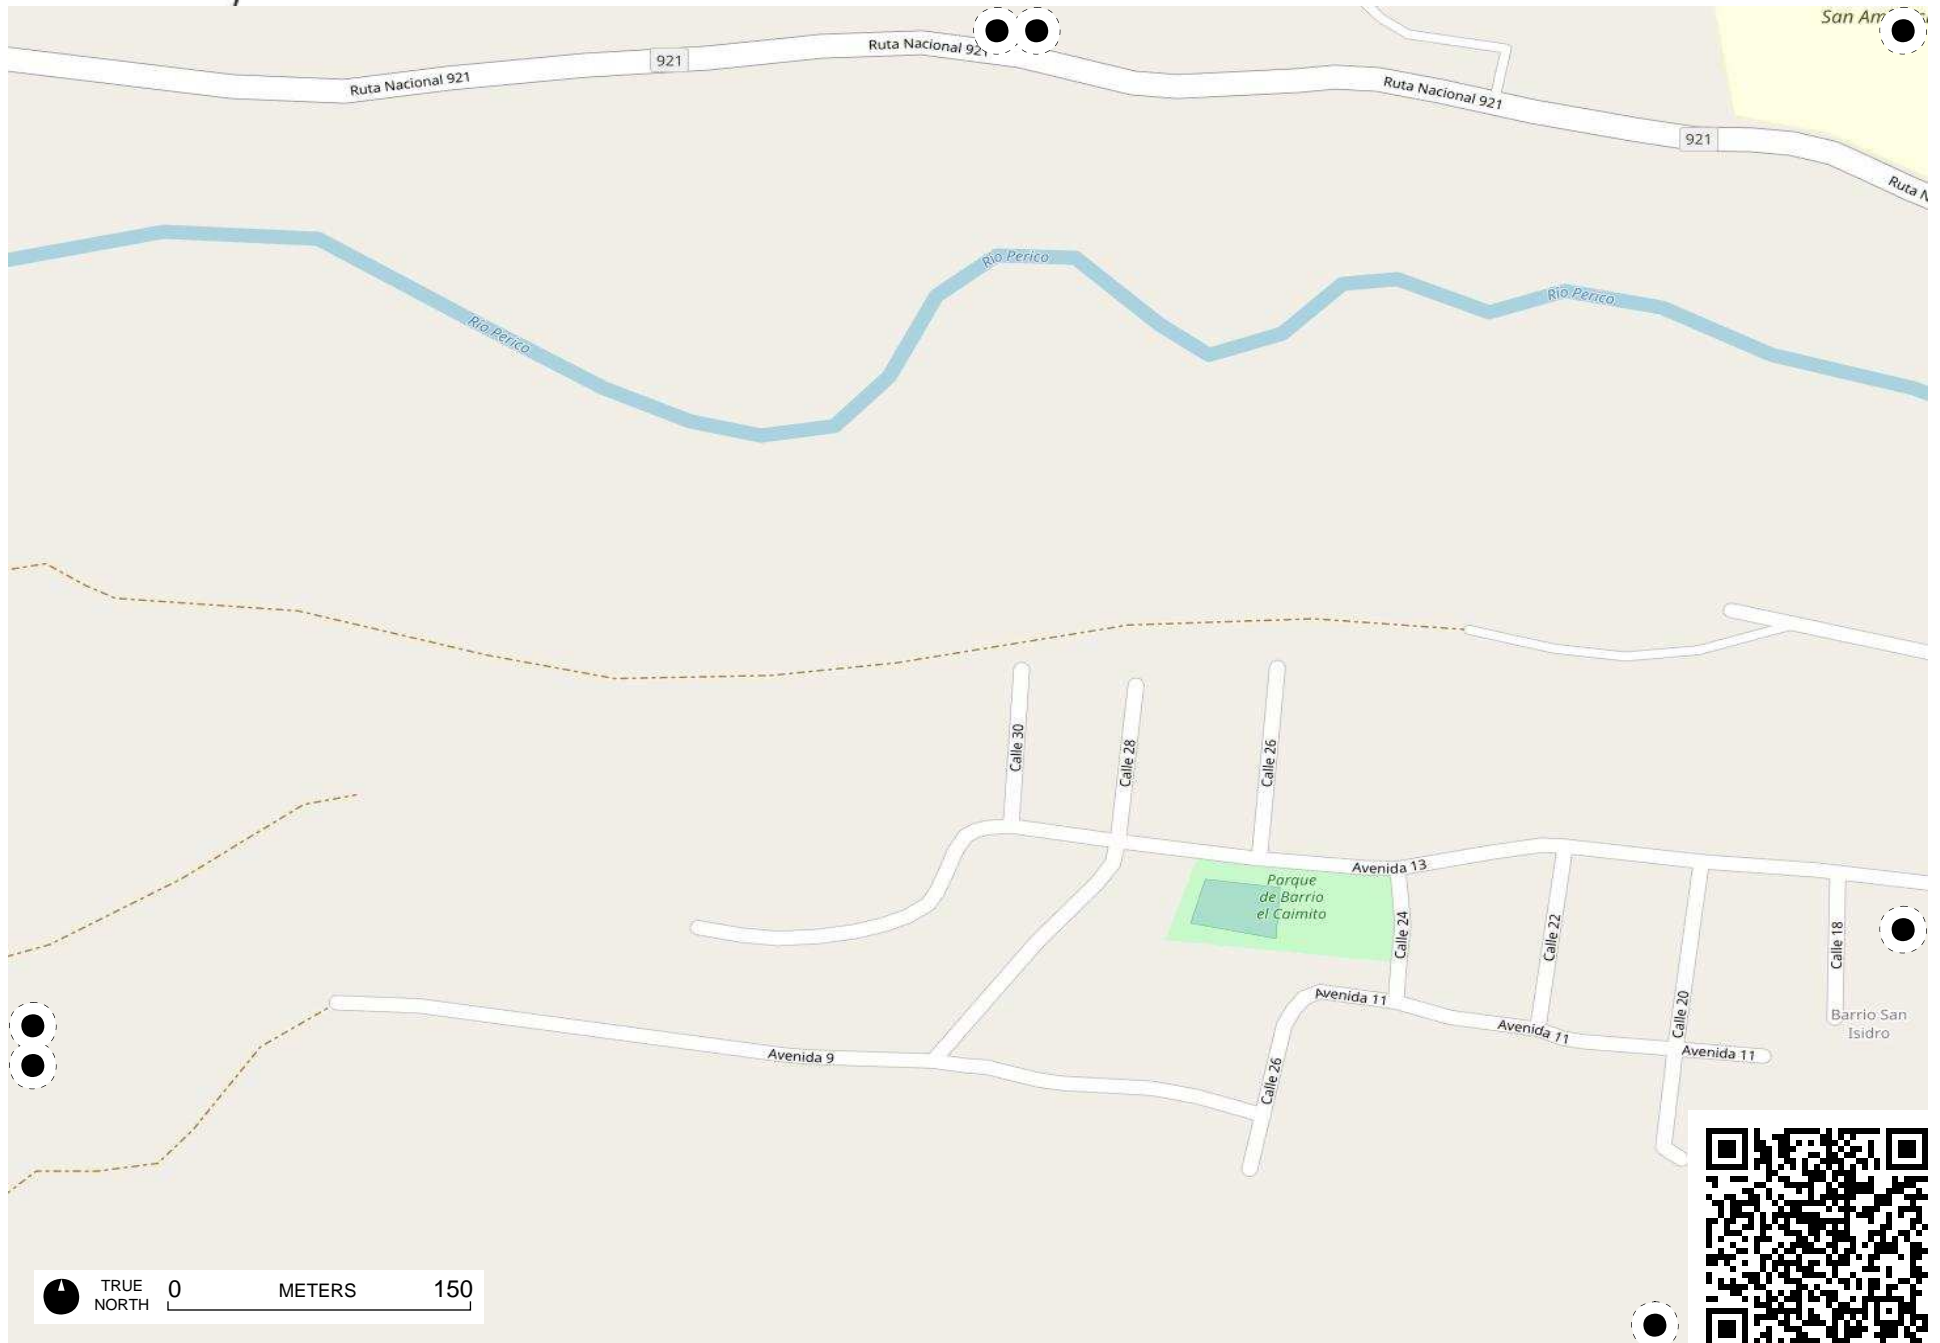 San Am
Ruta Nacional 921
921
Ruta Nacional 921
Ruta Nacional 921
921
Ruta N
Río Perico
Río Perico
Río Perico
Calle 30
Calle 28
Calle 26
Avenida 13
Parque
de Barrio
el Caimito
Calle 24
Calle 22
Calle 18
Calle 20
Avenida 11
Avenida 11
Avenida 11
Barrio San
Isidro
Avenida 9
Calle 26
TRUE
NORTH
0 METERS 150